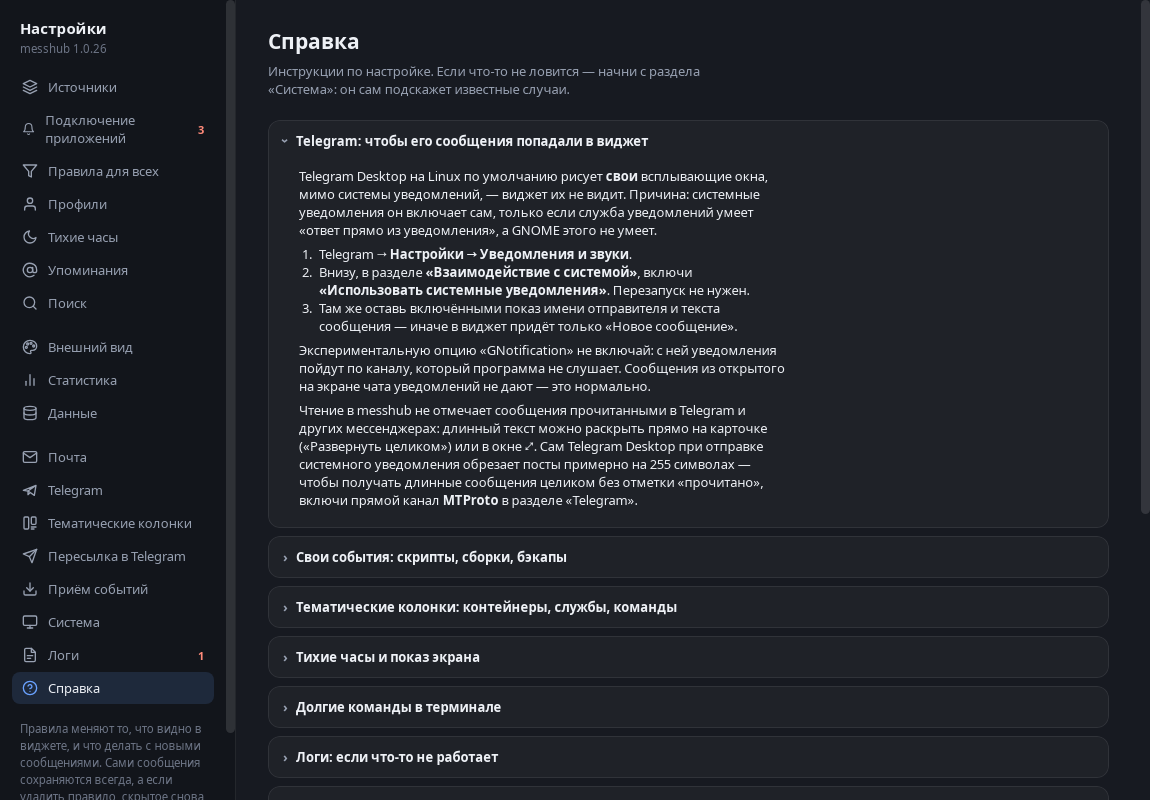 Настройки
messhub 1.0.26
Источники
Подключение
приложений
3
Правила для всех
Профили
Тихие часы
Упоминания
Поиск
Внешний вид
Статистика
Данные
Почта
Telegram
Тематические колонки
Пересылка в Telegram
Приём событий
Система
Логи
1
Справка
Правила меняют то, что видно в
виджете, и что делать с новыми
сообщениями. Сами сообщения
сохраняются всегда, а если
удалить правило, скрытое снова
Справка
Инструкции по настройке. Если что-то не ловится — начни с раздела
«Система»: он сам подскажет известные случаи.
Telegram: чтобы его сообщения попадали в виджет
Telegram Desktop на Linux по умолчанию рисует свои всплывающие окна,
мимо системы уведомлений, — виджет их не видит. Причина: системные
уведомления он включает сам, только если служба уведомлений умеет
«ответ прямо из уведомления», а GNOME этого не умеет.
1. Telegram → Настройки → Уведомления и звуки.
2. Внизу, в разделе «Взаимодействие с системой», включи
«Использовать системные уведомления». Перезапуск не нужен.
3. Там же оставь включёнными показ имени отправителя и текста
сообщения — иначе в виджет придёт только «Новое сообщение».
Экспериментальную опцию «GNotification» не включай: с ней уведомления
пойдут по каналу, который программа не слушает. Сообщения из открытого
на экране чата уведомлений не дают — это нормально.
Чтение в messhub не отмечает сообщения прочитанными в Telegram и
других мессенджерах: длинный текст можно раскрыть прямо на карточке
(«Развернуть целиком») или в окне ⤢. Сам Telegram Desktop при отправке
системного уведомления обрезает посты примерно на 255 символах —
чтобы получать длинные сообщения целиком без отметки «прочитано»,
включи прямой канал MTProto в разделе «Telegram».
Свои события: скрипты, сборки, бэкапы
Тематические колонки: контейнеры, службы, команды
Тихие часы и показ экрана
Долгие команды в терминале
Логи: если что-то не работает